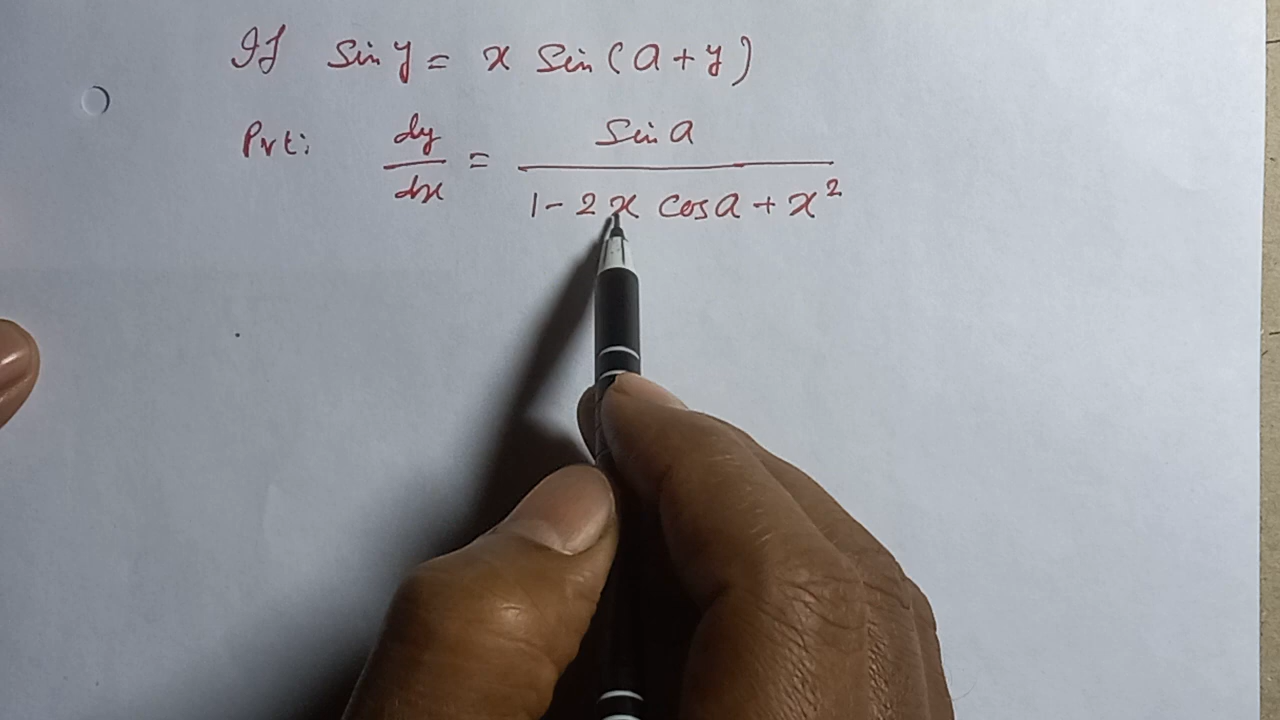 If sin y = x sin(a+y)
Prt: dy/dx = sin a / 1-2x cos a + x²